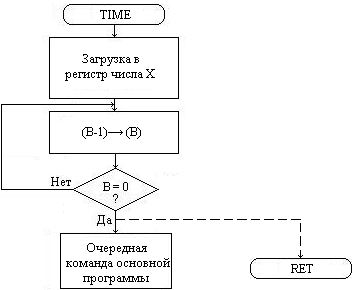 TIME
Загрузка в
регистр числа X
(B-1)→(B)
B = 0
?
Нет
Да
Очередная
команда основной
программы
RET